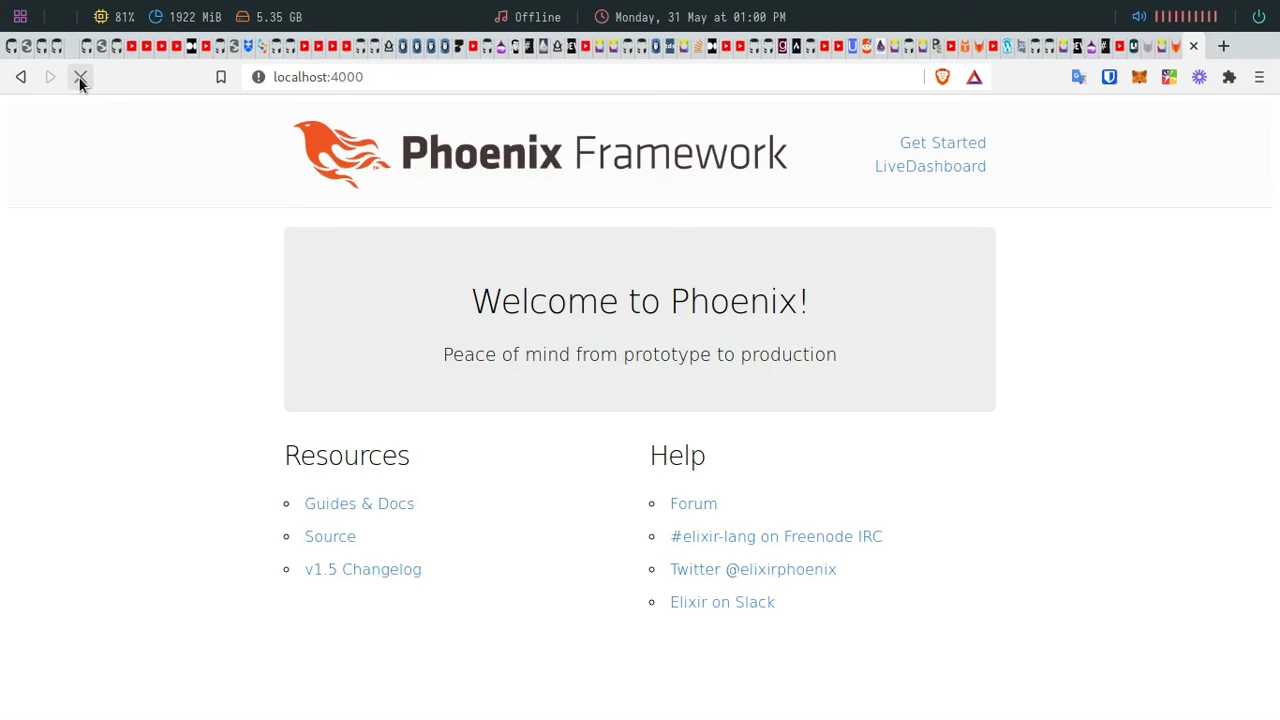 81% 1922 MiB 5.35 GB Offline Monday, 31 May at 01:00 PM
localhost:4000
Phoenix Framework
Get Started
LiveDashboard
Welcome to Phoenix!
Peace of mind from prototype to production
Resources
Guides & Docs
Source
v1.5 Changelog
Help
Forum
#elixir-lang on Freenode IRC
Twitter @elixirphoenix
Elixir on Slack